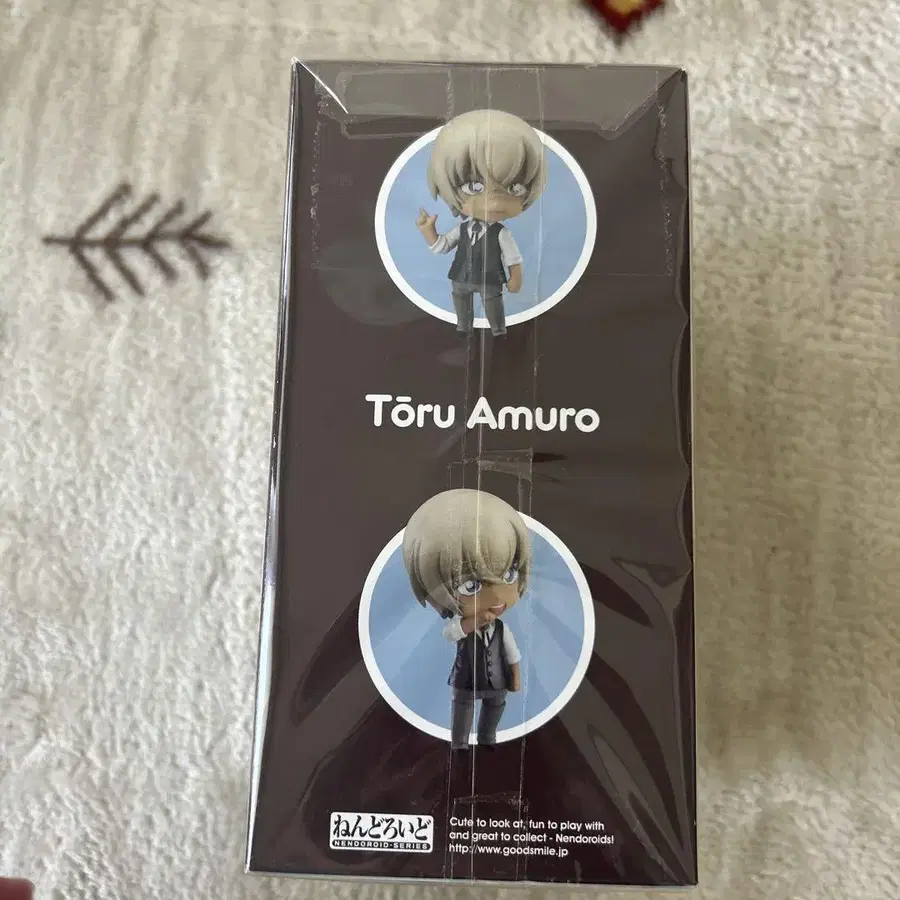 Tōru Amuro
ねんどろいど
NENDOROID-SERIES
Cute to look at, fun to play with
and great to collect - Nendoroids!
http://www.goodsmile.jp